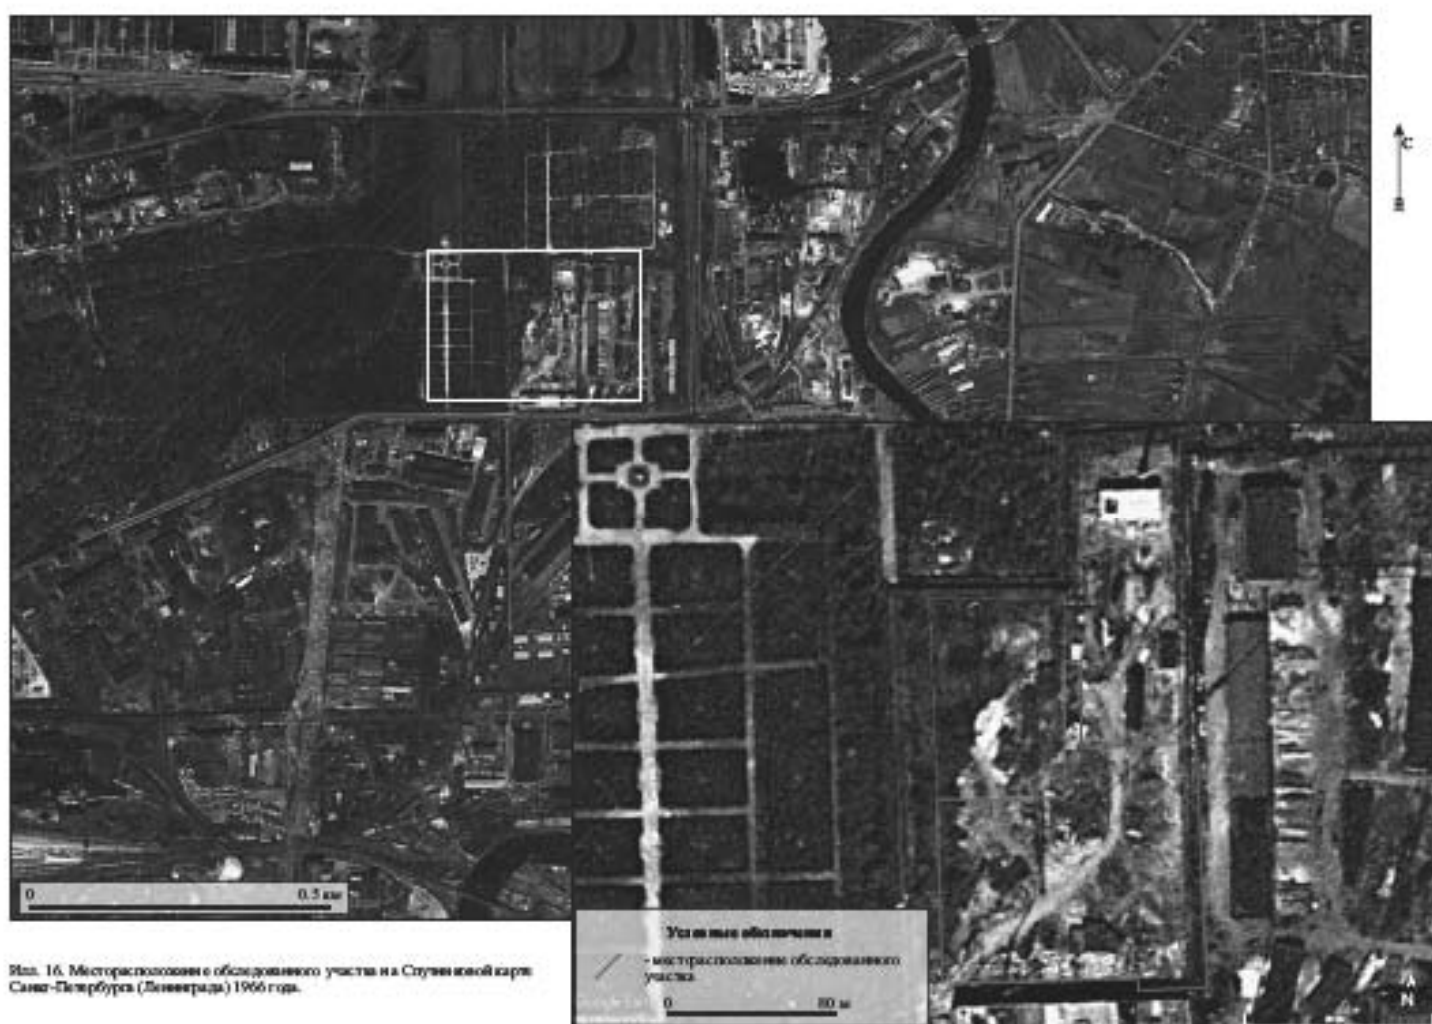 С
0
0.5 км
Условные обозначения
- месторасположение обследованного
участка
0
80 м
N
Илл. 16. Месторасположение обследованного участка на Спутниковой карте
Санкт-Петербурга (Ленинграда) 1966 года.